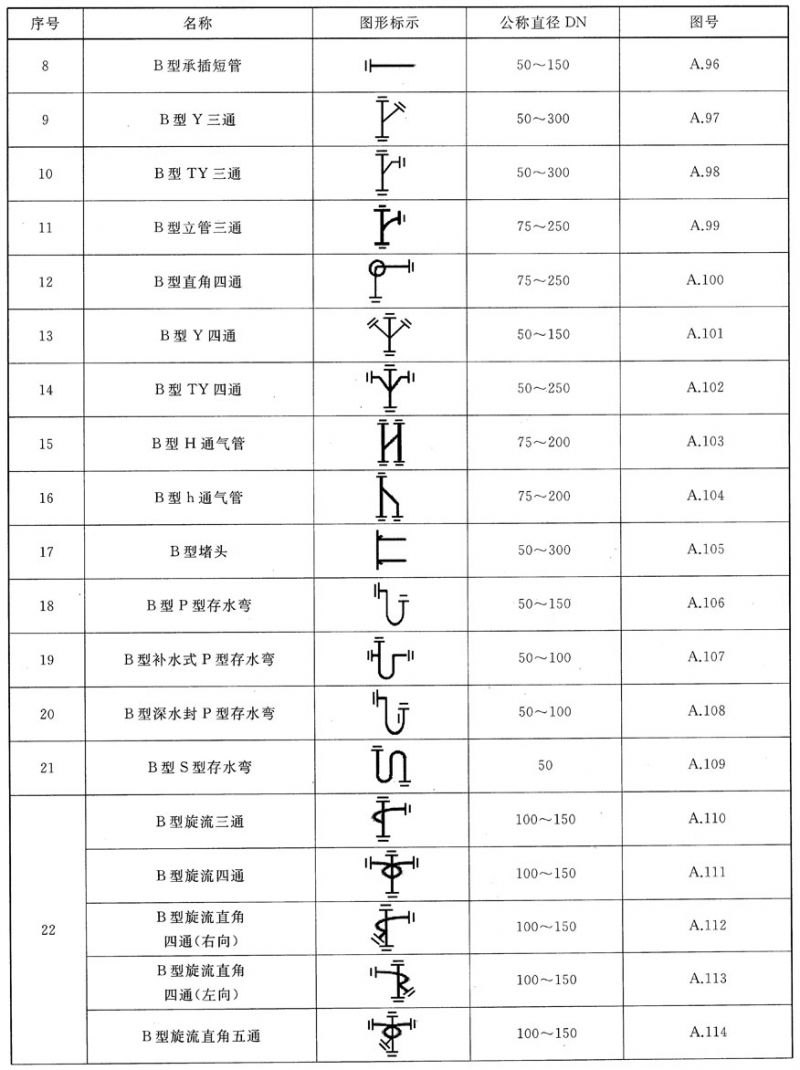 序号 名称 图形标示 公称直径 DN 图号
8 B 型承插短管 50～150 A.96
9 B 型 Y 三通 50～300 A.97
10 B 型 TY 三通 50～300 A.98
11 B 型立管三通 75～250 A.99
12 B 型直角四通 75～250 A.100
13 B 型 Y 四通 50～150 A.101
14 B 型 TY 四通 50～250 A.102
15 B 型 H 通气管 75～200 A.103
16 B 型 h 通气管 75～200 A.104
17 B 型堵头 50～300 A.105
18 B 型 P 型存水弯 50～150 A.106
19 B 型补水式 P 型存水弯 50～100 A.107
20 B 型深水封 P 型存水弯 50～100 A.108
21 B 型 S 型存水弯 50 A.109
22
B 型旋流三通 100～150 A.110
B 型旋流四通 100～150 A.111
B 型旋流直角
四通(右向) 100～150 A.112
B 型旋流直角
四通(左向) 100～150 A.113
B 型旋流直角五通 100～150 A.114